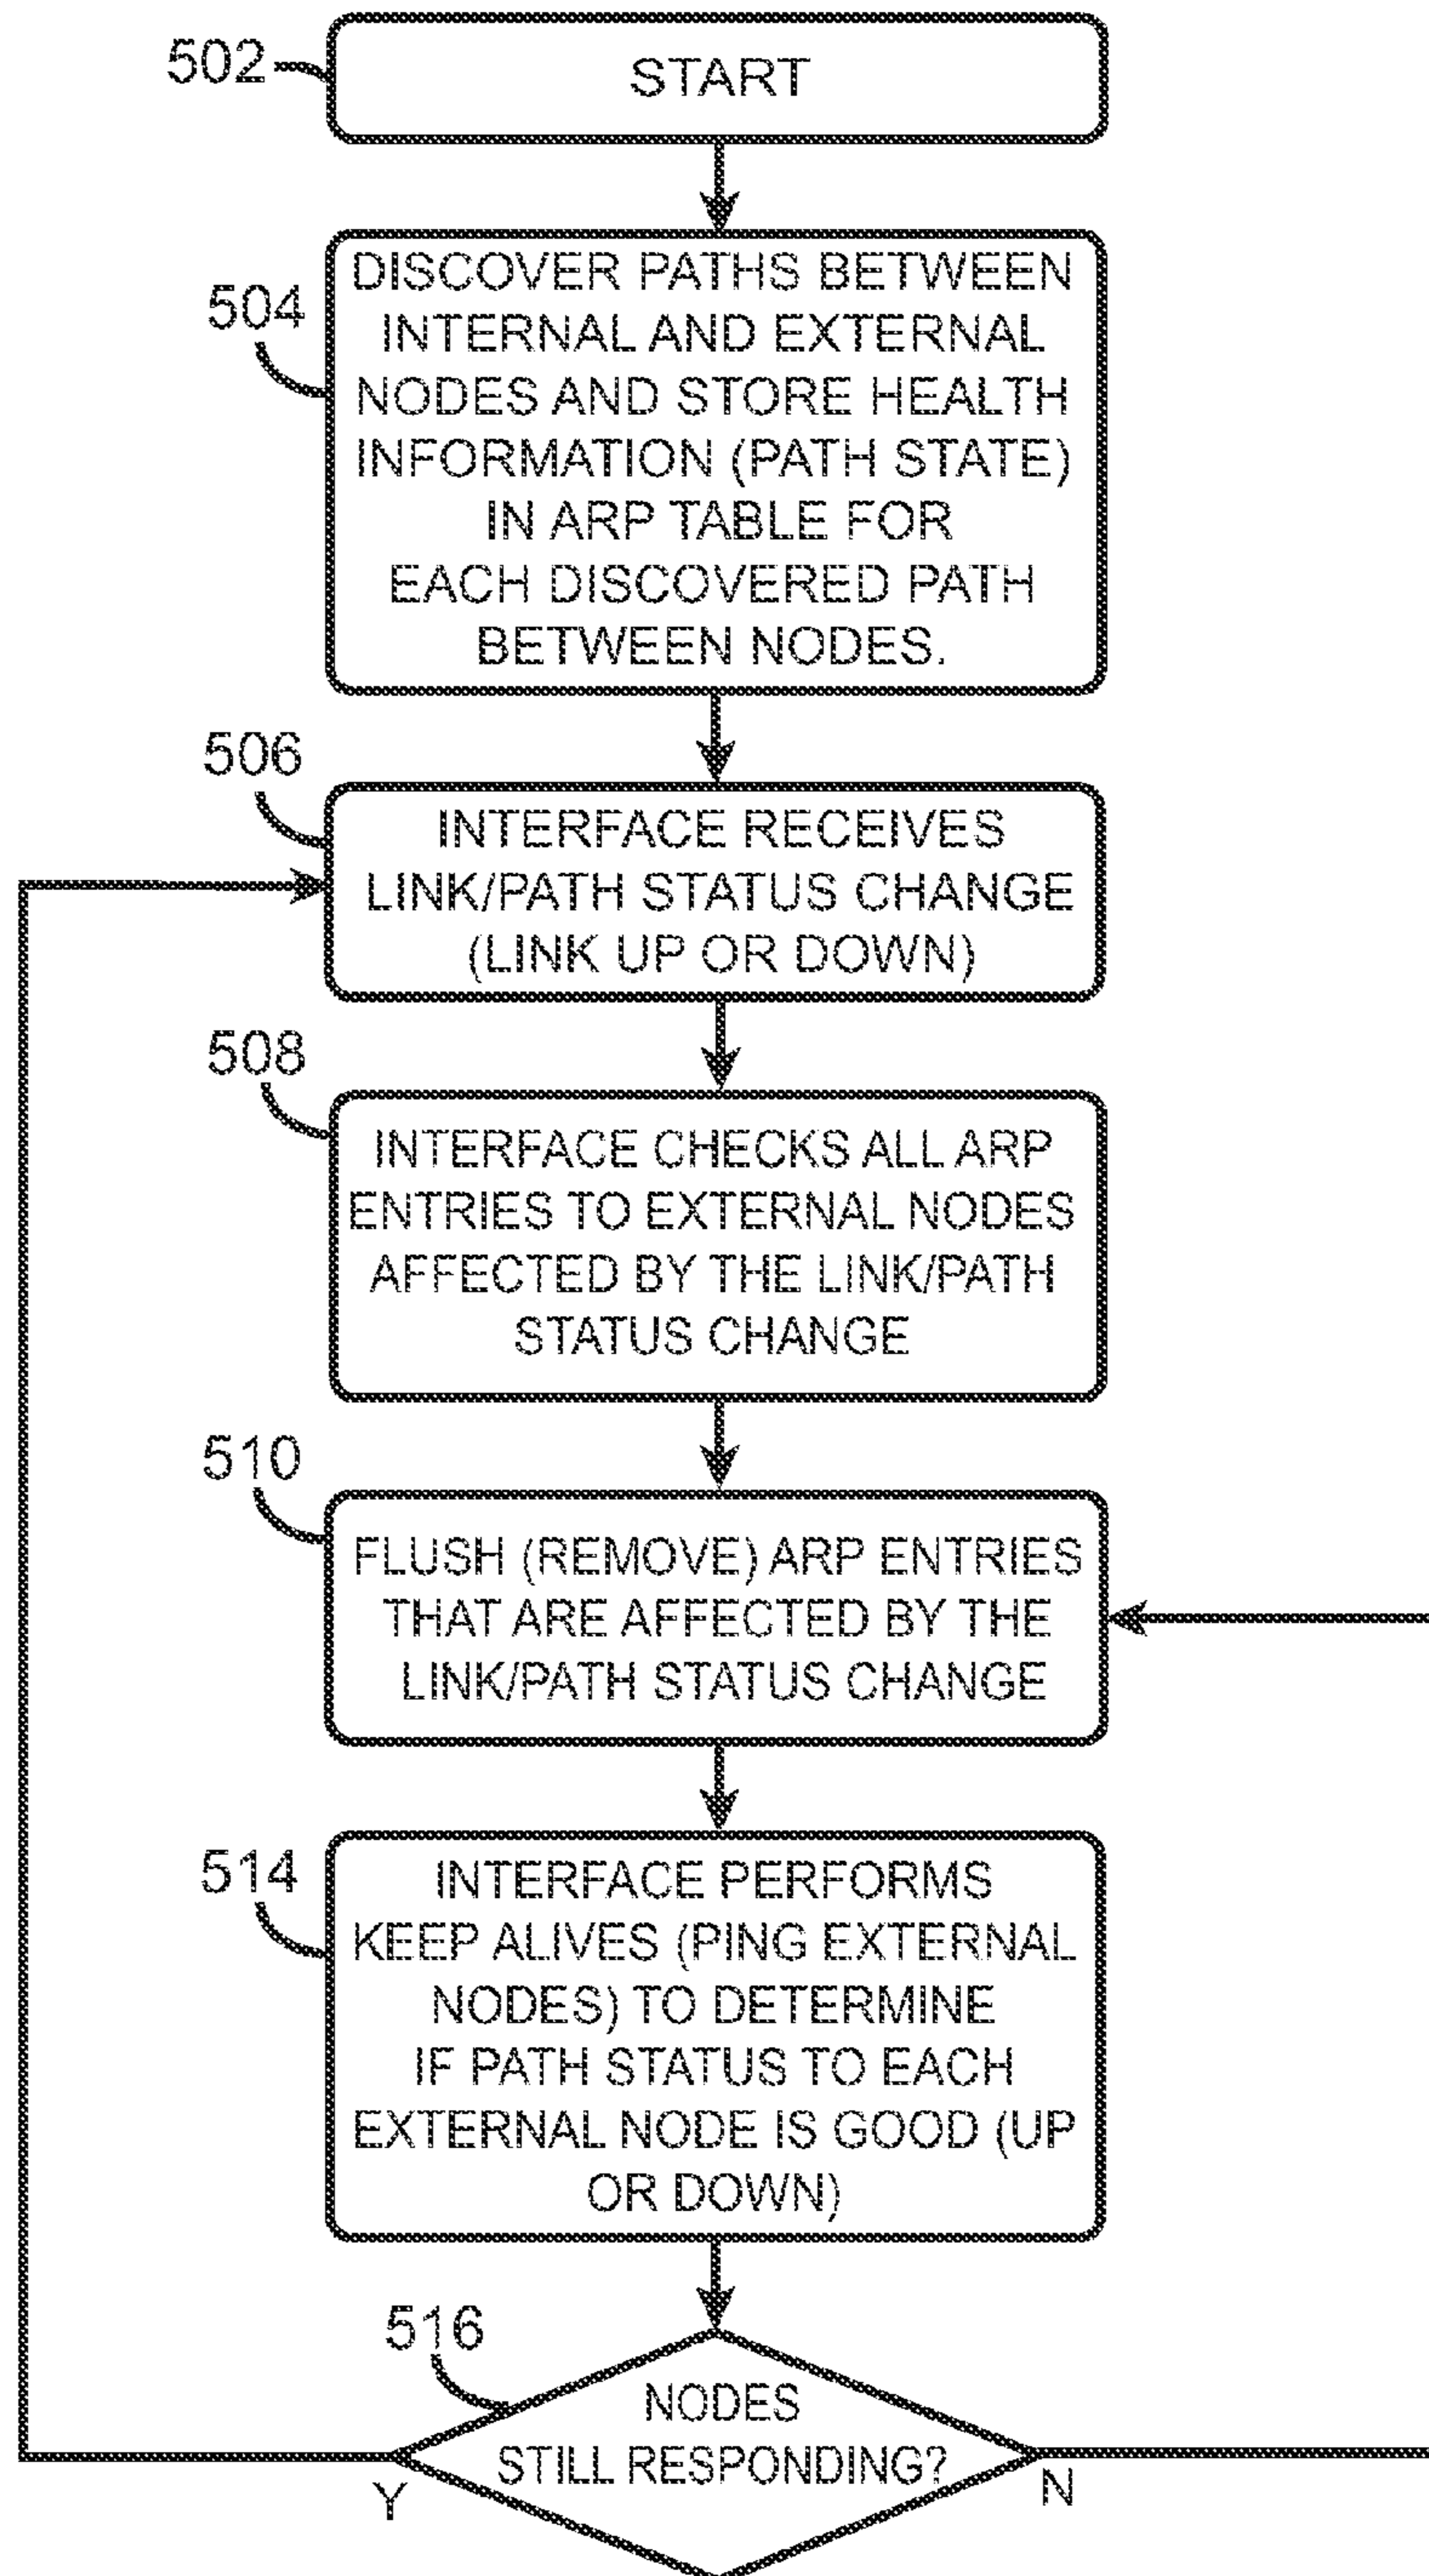 502
START
504
DISCOVER PATHS BETWEEN
INTERNAL AND EXTERNAL
NODES AND STORE HEALTH
INFORMATION (PATH STATE)
IN ARP TABLE FOR
EACH DISCOVERED PATH
BETWEEN NODES.
506
INTERFACE RECEIVES
LINK/PATH STATUS CHANGE
(LINK UP OR DOWN)
508
INTERFACE CHECKS ALL ARP
ENTRIES TO EXTERNAL NODES
AFFECTED BY THE LINK/PATH
STATUS CHANGE
510
FLUSH (REMOVE) ARP ENTRIES
THAT ARE AFFECTED BY THE
LINK/PATH STATUS CHANGE
514
INTERFACE PERFORMS
KEEP ALIVES (PING EXTERNAL
NODES) TO DETERMINE
IF PATH STATUS TO EACH
EXTERNAL NODE IS GOOD (UP
OR DOWN)
516
NODES
STILL RESPONDING?
Y
N